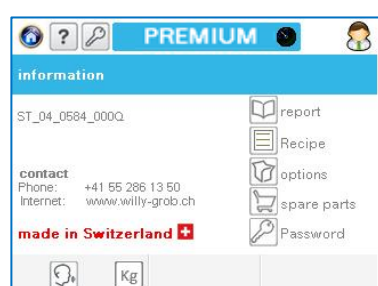 ? PREMIUM
information
ST_04_0584_000Q
report
Recipe
contact
options
Phone: +41 55 286 13 50
Internet: www.willy-grob.ch
spare parts
made in Switzerland
Password
Kg